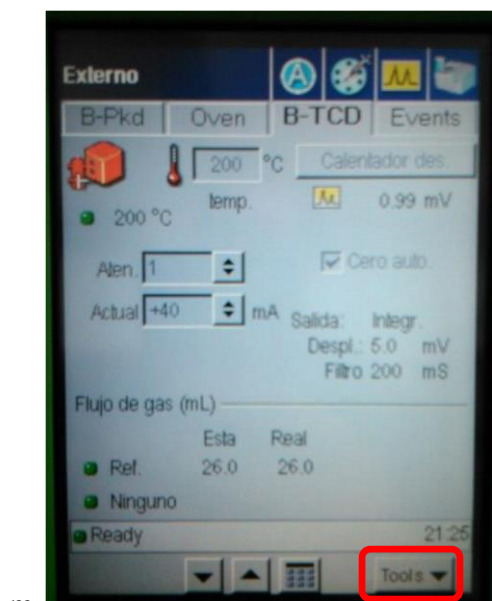 Externo
B-Pkd Oven B-TCD Events
200 °C Calentador des.
temp. 0.99 mV
200 °C
Aten. 1 Cero auto.
Actual +40 mA Salida: Integr.
Despl.: 5.0 mV
Filtro 200 mS
Flujo de gas (mL)
Esta Real
Ref. 26.0 26.0
Ninguno
Ready 21:25
Tools